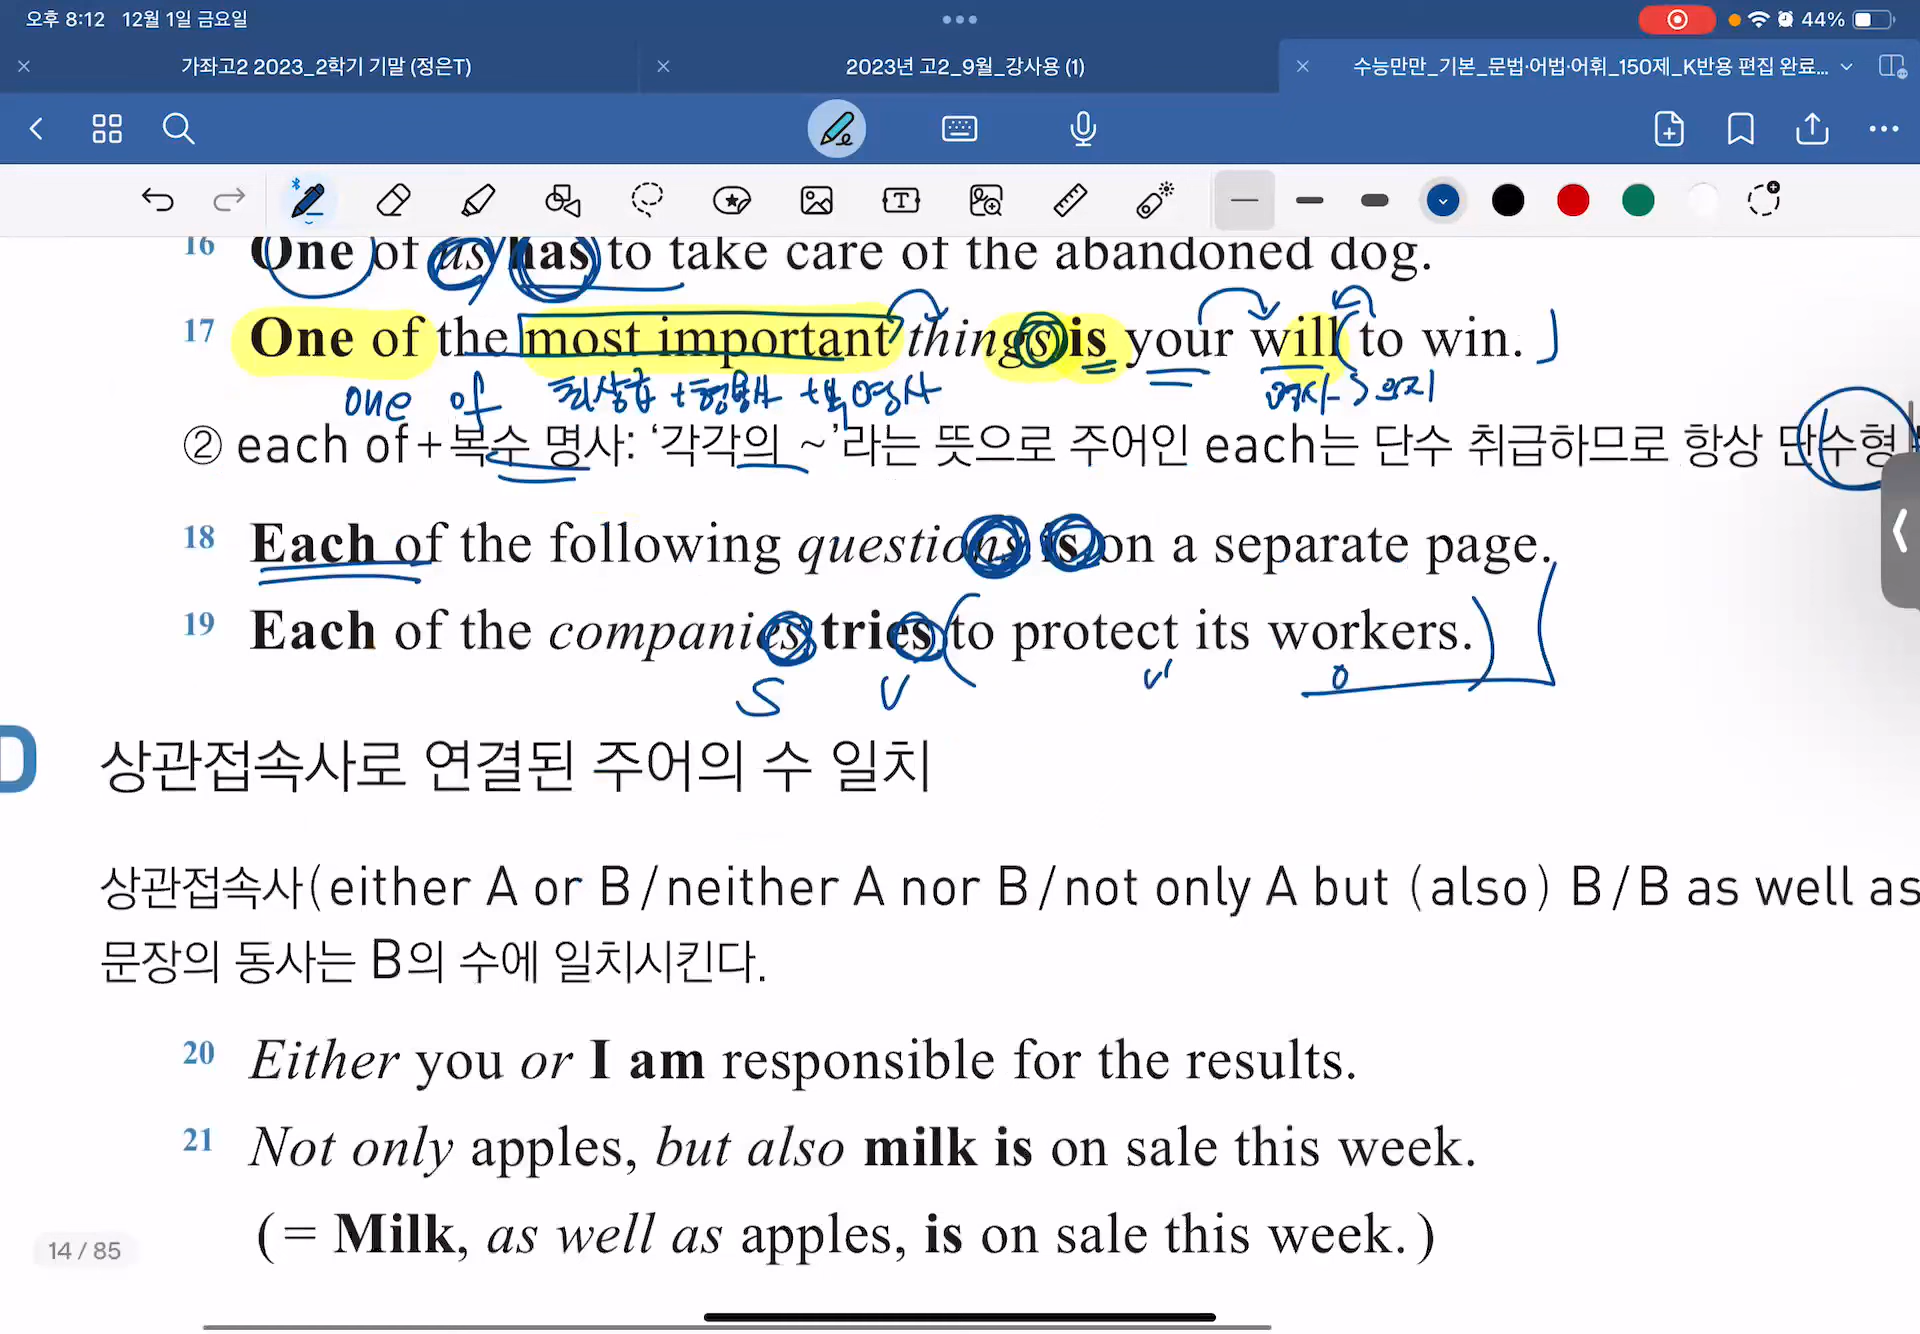 오후 8:12 12월 1일 금요일 44%
가좌고2 2023_2학기 기말 (정은T) 2023년 고2_9월_강사용 (1) 수능만만_기본_문법·어법·어휘_150제_K반용 편집 완료...
16 One of us has to take care of the abandoned dog.
17 One of the most important things is your will to win.
one of 최상급 +형용사 +복 명사 명사 > 의지
② each of+복수 명사: ‘각각의 ~’라는 뜻으로 주어인 each는 단수 취급하므로 항상 단수형
18 Each of the following questions is on a separate page.
19 Each of the companies tries to protect its workers.
S V v' o
D 상관접속사로 연결된 주어의 수 일치
상관접속사(either A or B/neither A nor B/not only A but (also) B/B as well as
문장의 동사는 B의 수에 일치시킨다.
20 Either you or I am responsible for the results.
21 Not only apples, but also milk is on sale this week.
(= Milk, as well as apples, is on sale this week.)
14 / 85